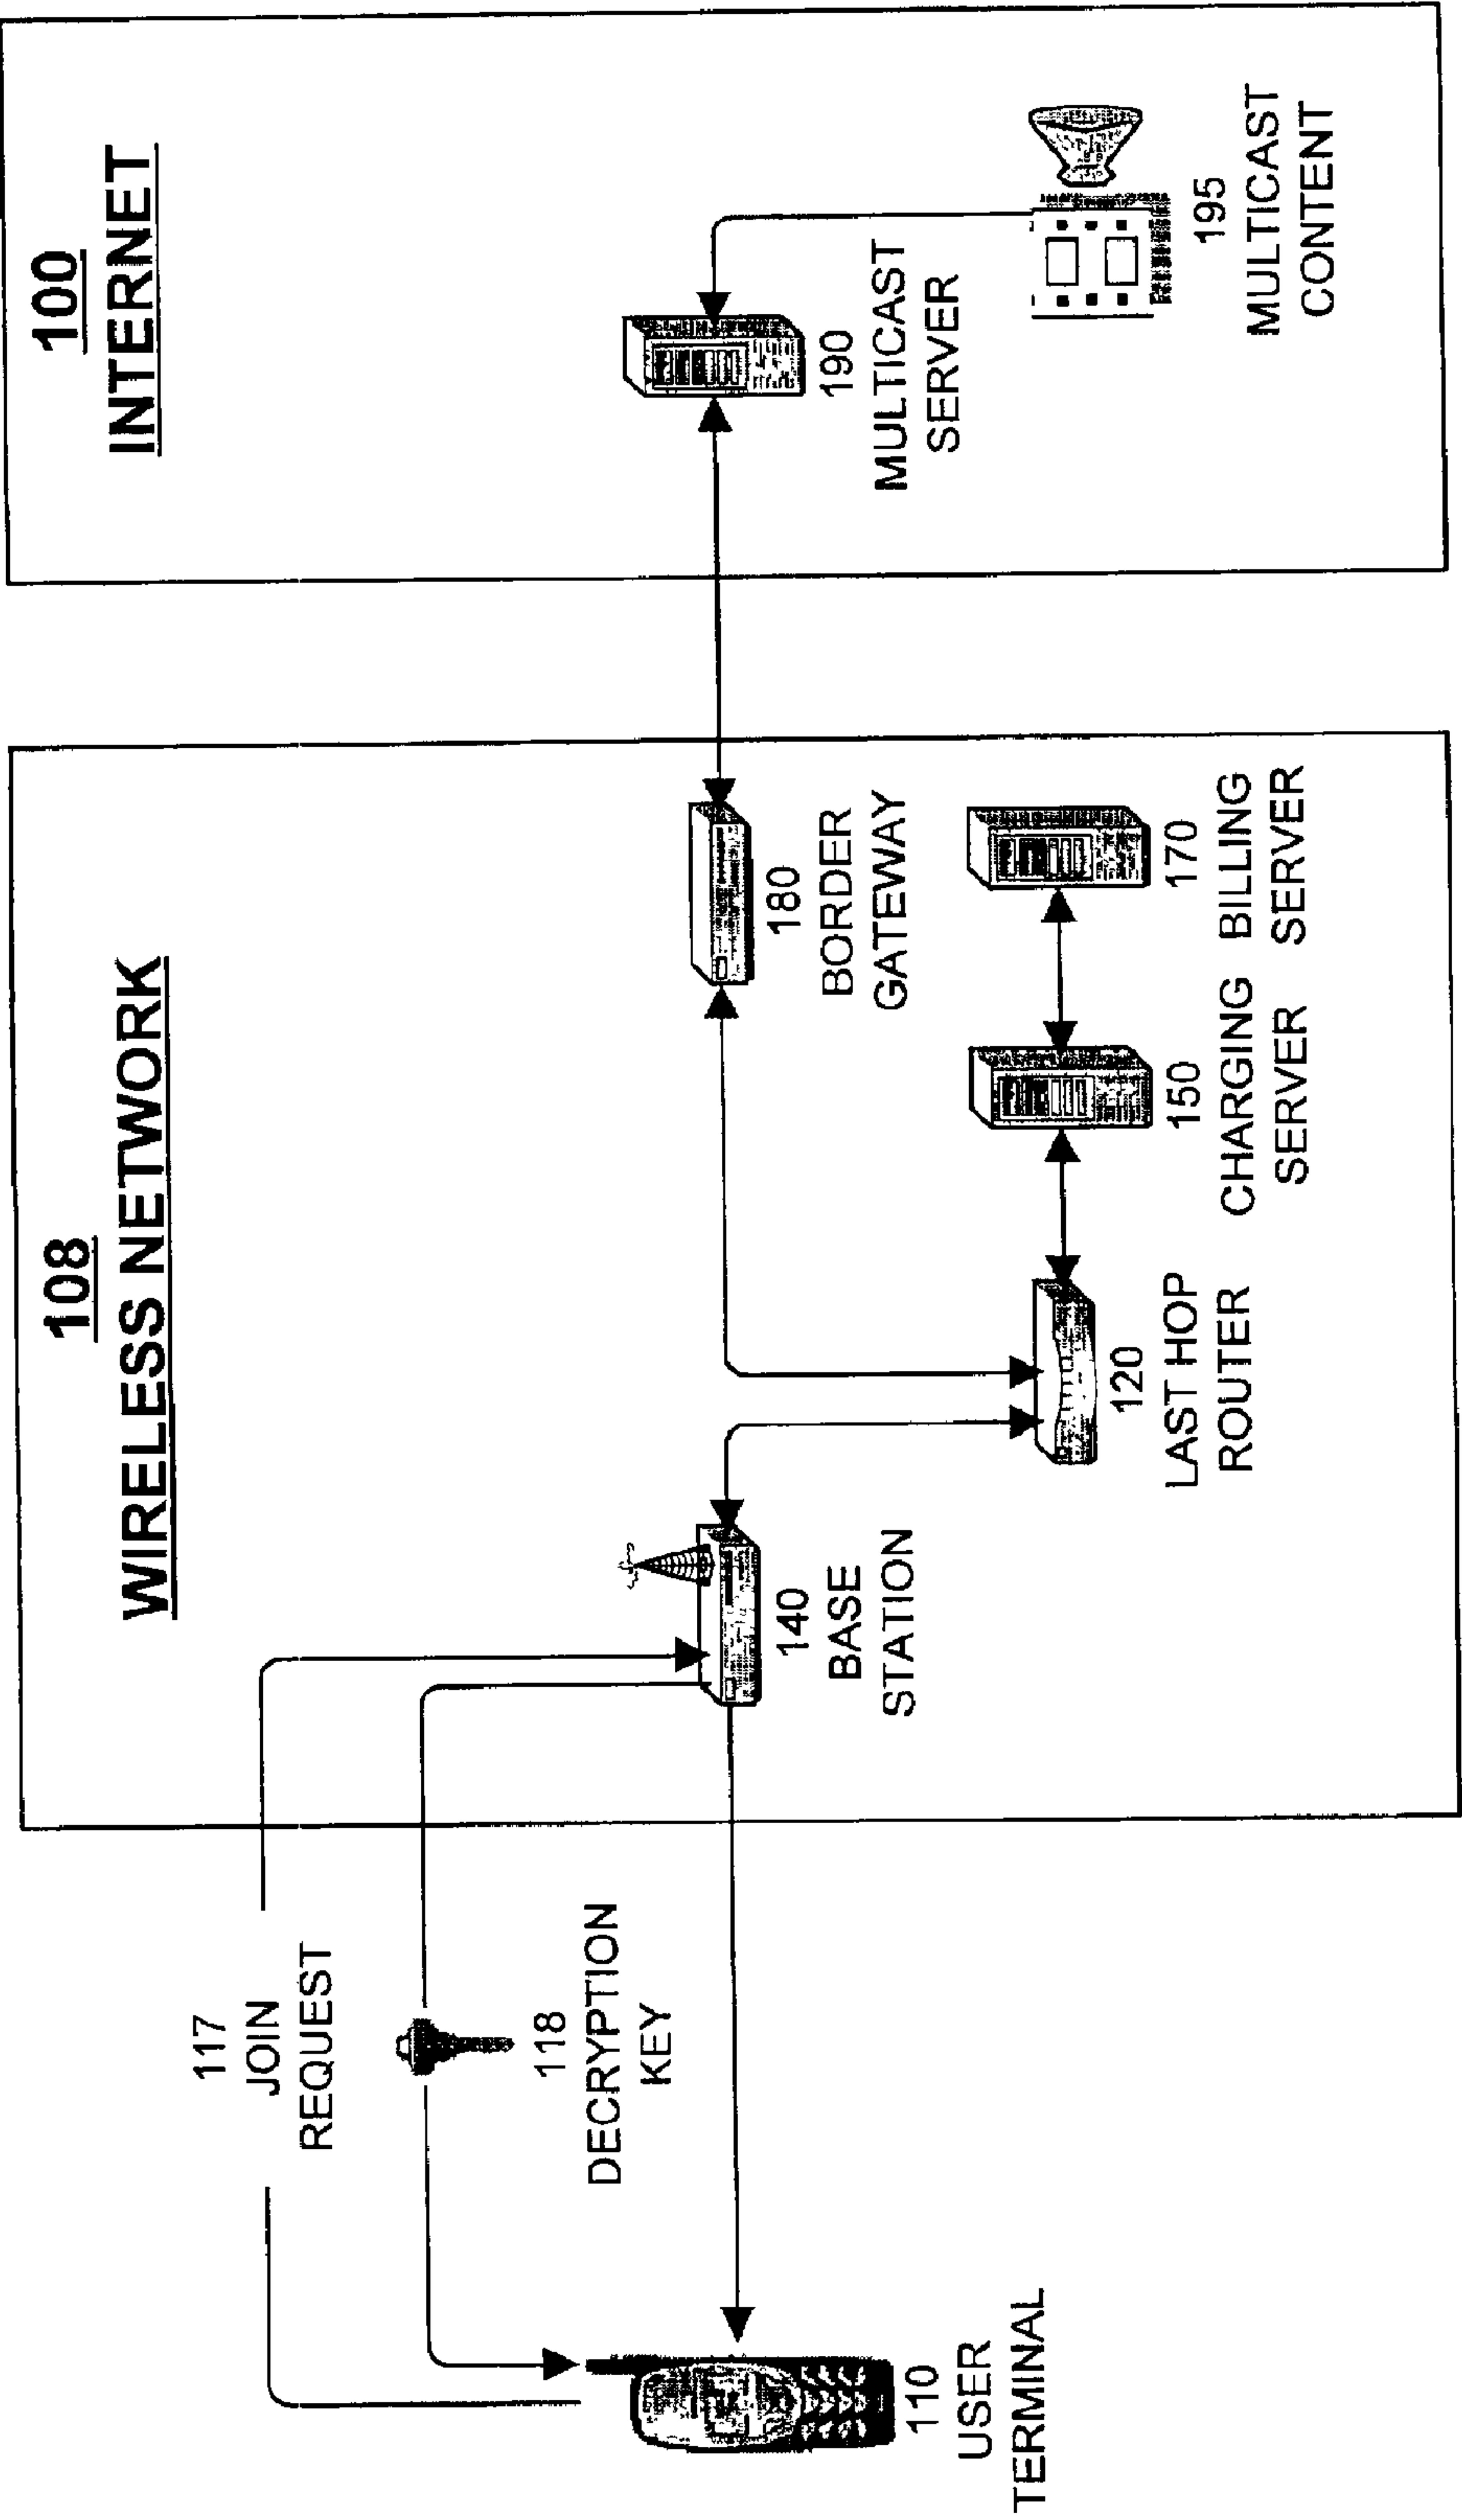 117
JOIN
REQUEST
118
DECRYPTION
KEY
110
USER
TERMINAL
108
WIRELESS NETWORK
140
BASE
STATION
120
LAST HOP
ROUTER
180
BORDER
GATEWAY
150
CHARGING
SERVER
170
BILLING
SERVER
100
INTERNET
190
MULTICAST
SERVER
195
MULTICAST
CONTENT